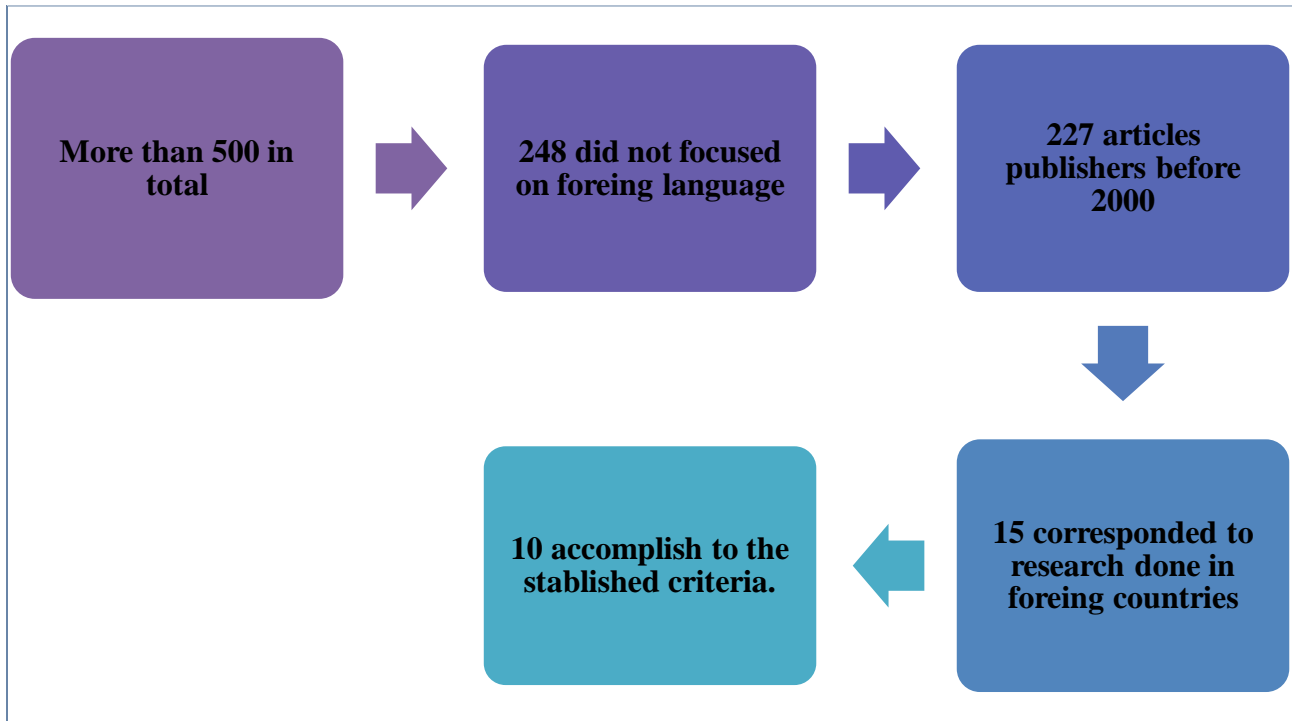 More than 500 in
total
248 did not focused
on foreing language
227 articles
publishers before
2000
15 corresponded to
research done in
foreing countries
10 accomplish to the
stablished criteria.